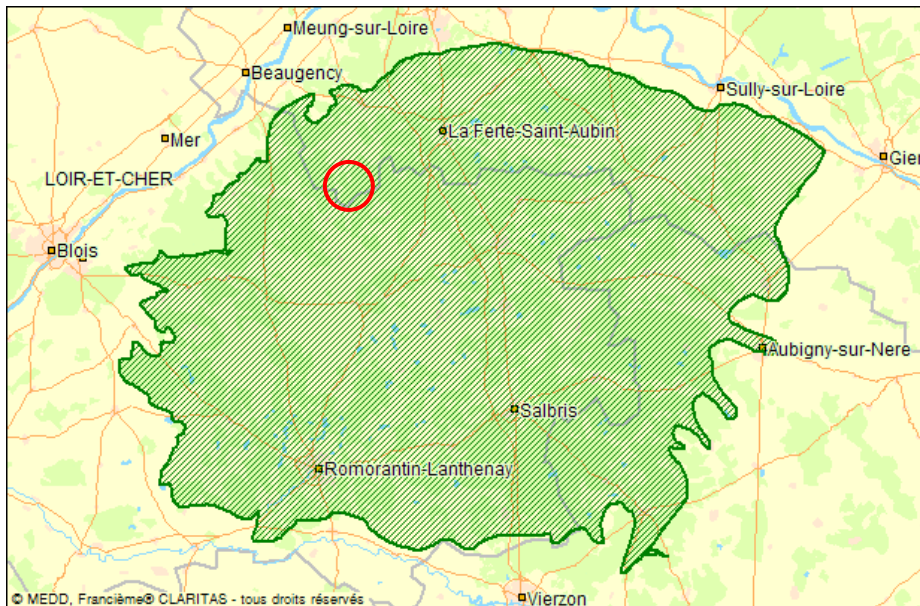 Meung-sur-Loire
Beaugency
Sully-sur-Loire
Mer
La Ferte-Saint-Aubin
Gien
LOIR-ET-CHER
Blois
Aubigny-sur-Nere
Salbris
Romorantin-Lanthenay
Vierzon
© MEDD, Francième® CLARITAS - tous droits réservés